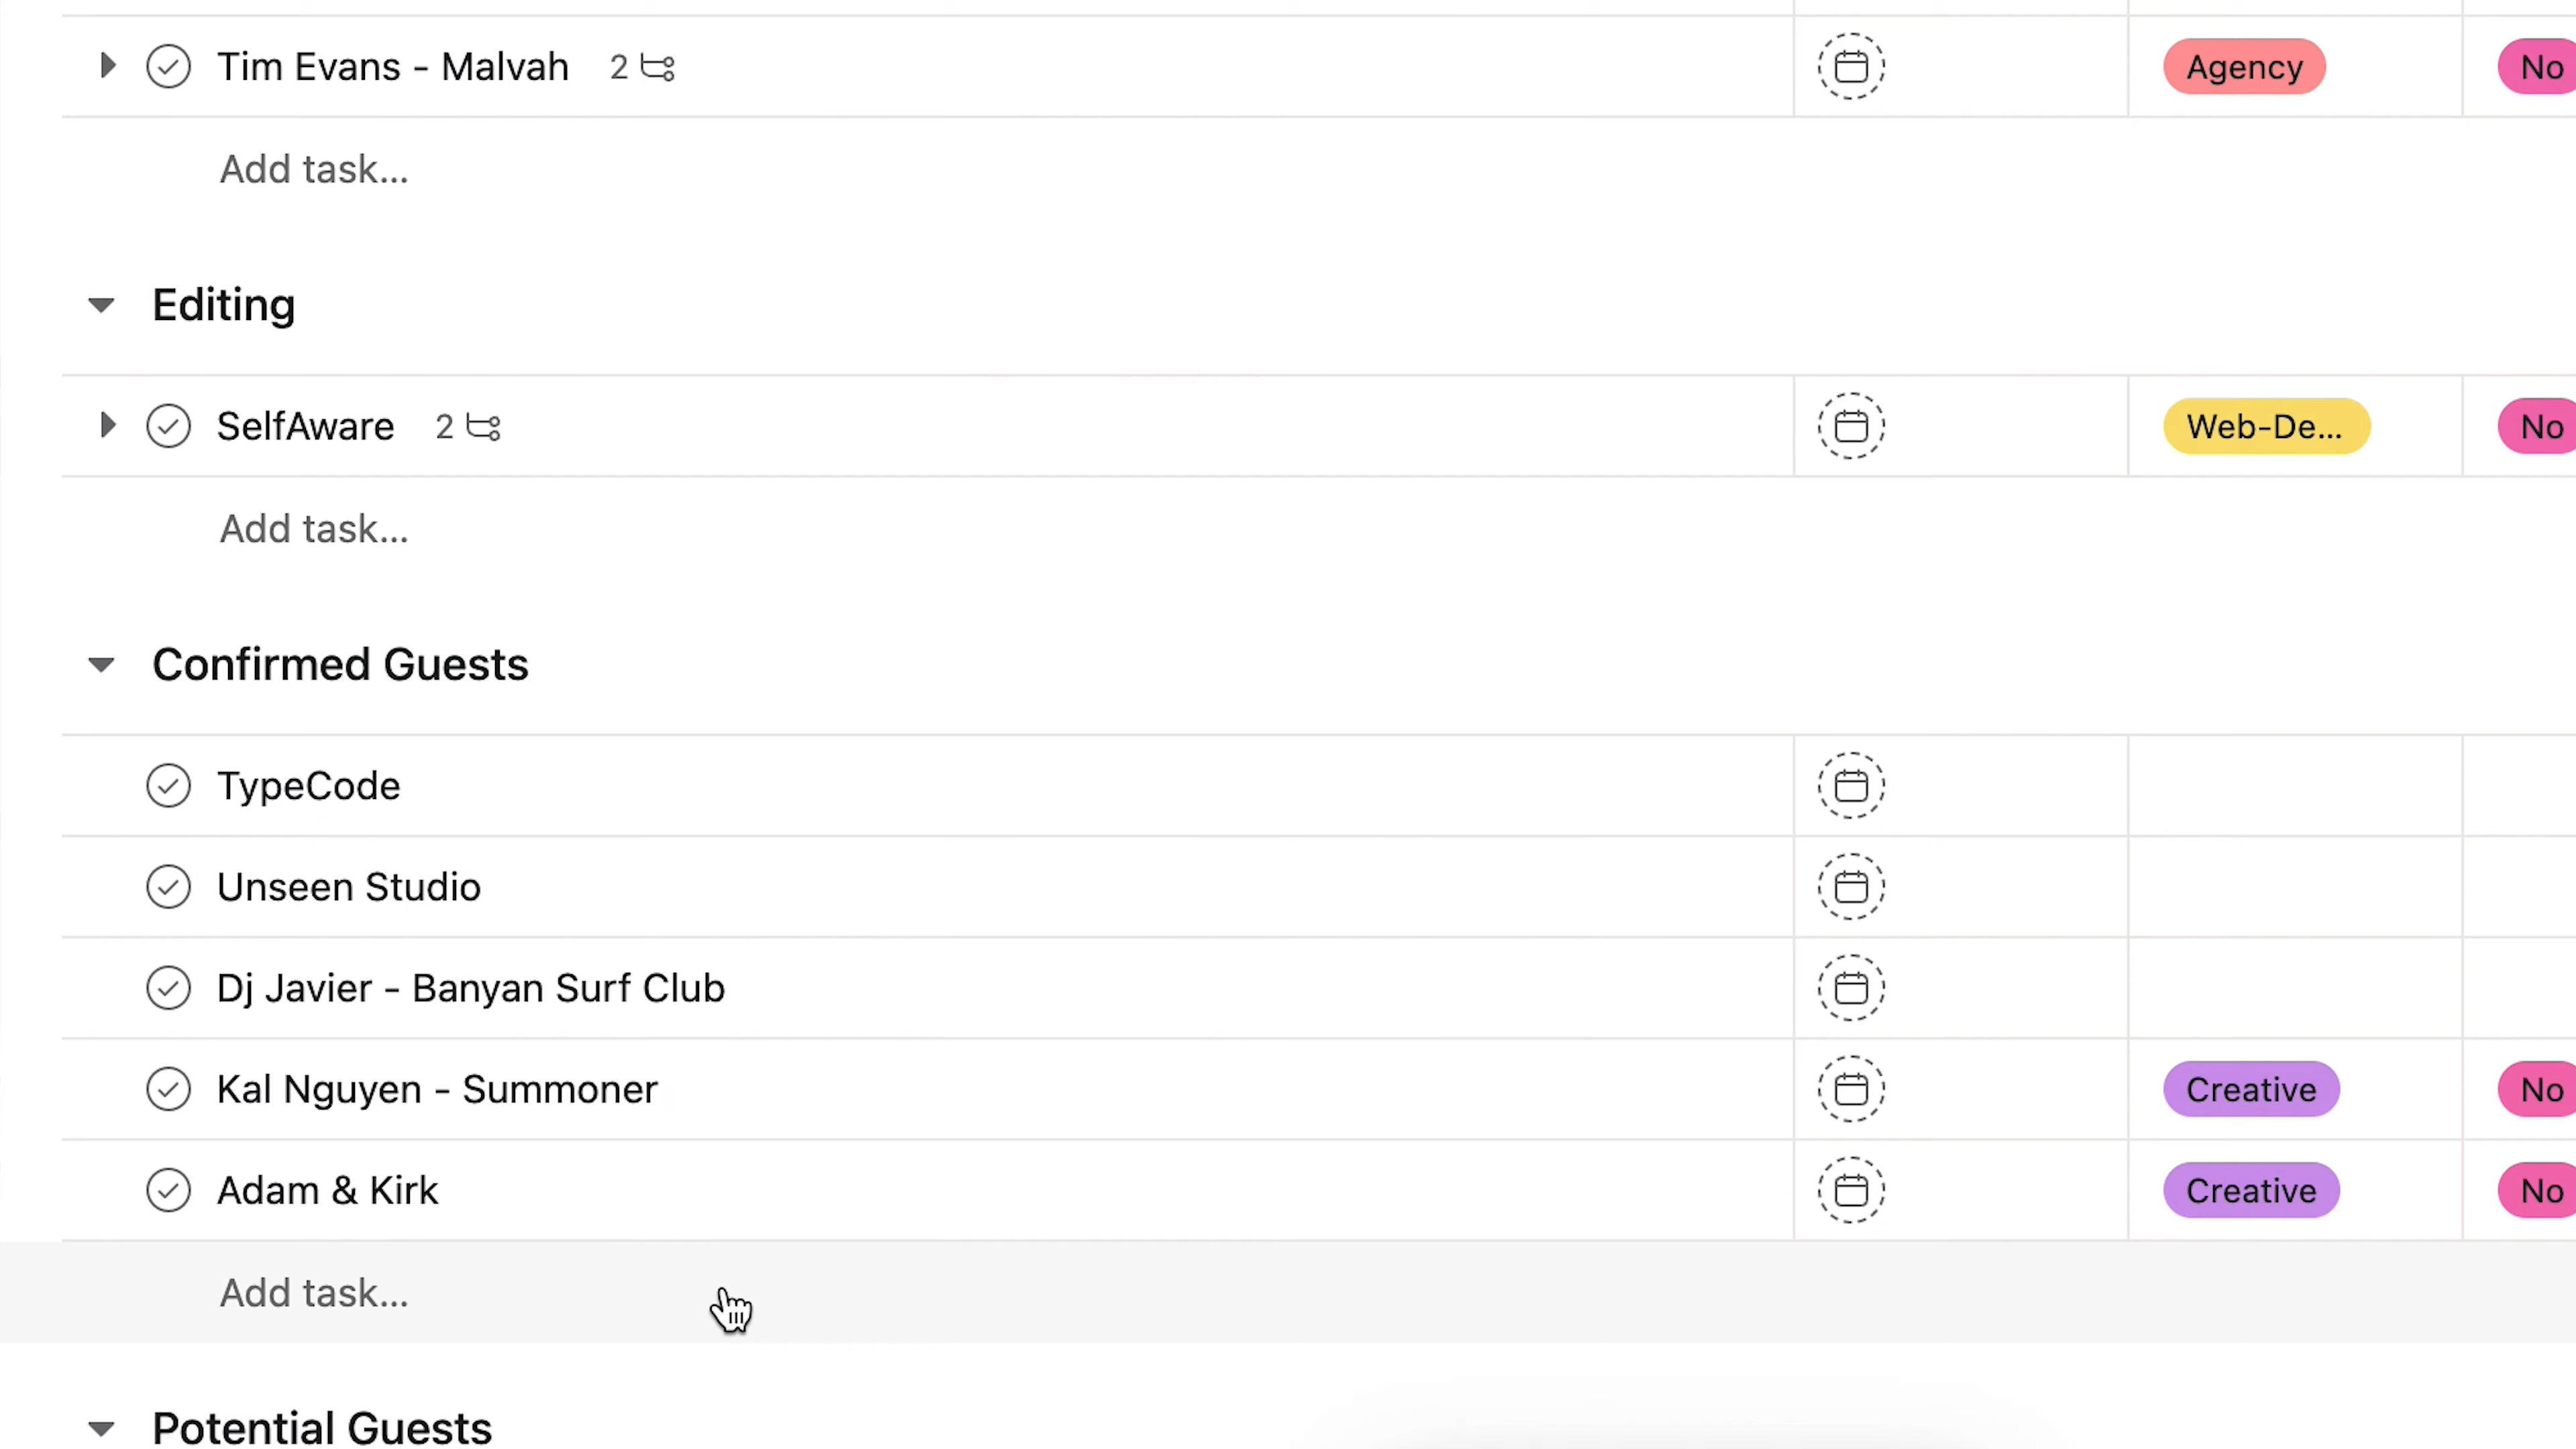 Tim Evans - Malvah 2 Agency No
Add task...
Editing
SelfAware 2 Web-De... No
Add task...
Confirmed Guests
TypeCode
Unseen Studio
Dj Javier - Banyan Surf Club
Kal Nguyen - Summoner Creative No
Adam & Kirk Creative No
Add task...
Potential Guests